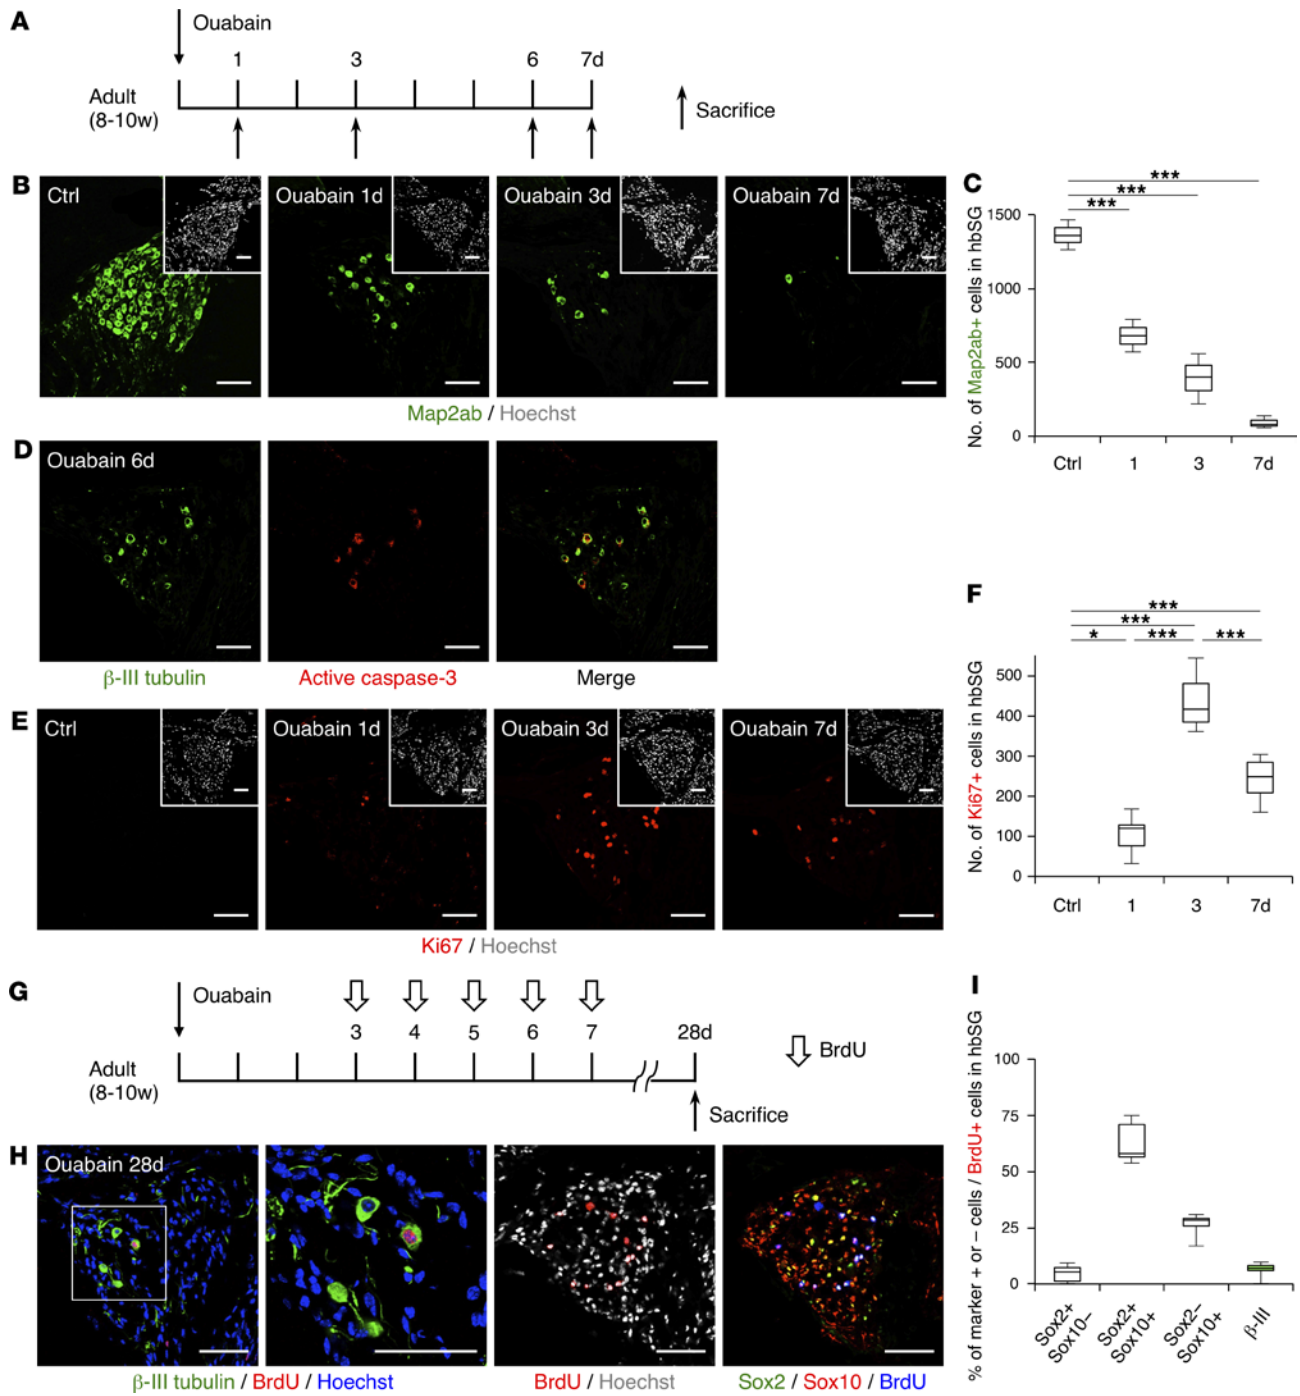 A
Ouabain
1 3 6 7d
Adult
(8-10w)
Sacrifice
B
Ctrl
Ouabain 1d
Ouabain 3d
Ouabain 7d
Map2ab / Hoechst
C
***
***
***
No. of Map2ab+ cells in hbSG
1500
1000
500
0
Ctrl 1 3 7d
D
Ouabain 6d
β-III tubulin
Active caspase-3
Merge
E
Ctrl
Ouabain 1d
Ouabain 3d
Ouabain 7d
Ki67 / Hoechst
F
***
***
* *** ***
No. of Ki67+ cells in hbSG
500
400
300
200
100
0
Ctrl 1 3 7d
G
Ouabain
3 4 5 6 7 28d
Adult
(8-10w)
BrdU
Sacrifice
H
Ouabain 28d
β-III tubulin / BrdU / Hoechst
BrdU / Hoechst
Sox2 / Sox10 / BrdU
I
% of marker + or – cells / BrdU+ cells in hbSG
100
75
50
25
0
Sox2+
Sox10–
Sox2+
Sox10+
Sox2–
Sox10+
β-III